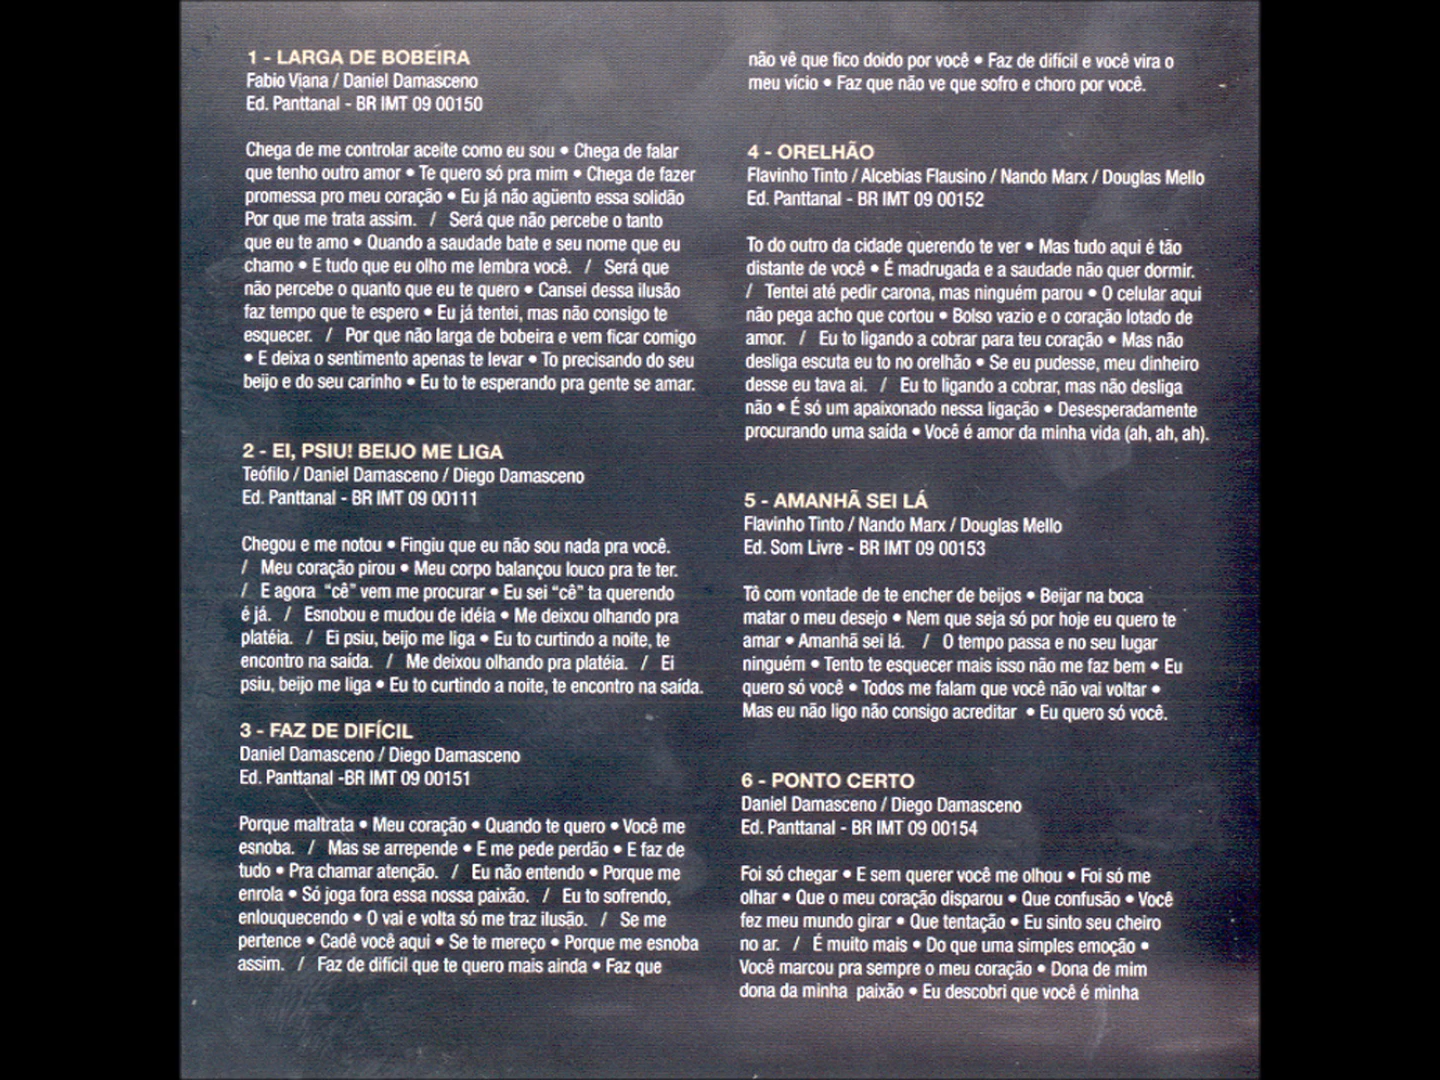 1 - LARGA DE BOBEIRA
Fabio Viana / Daniel Damasceno
Ed. Panttanal - BR IMT 09 00150
Chega de me controlar aceite como eu sou • Chega de falar
que tenho outro amor • Te quero só pra mim • Chega de fazer
promessa pro meu coração • Eu já não agüento essa solidão
Por que me trata assim. / Será que não percebe o tanto
que eu te amo • Quando a saudade bate e seu nome que eu
chamo • E tudo que eu olho me lembra você. / Será que
não percebe o quanto que eu te quero • Cansei dessa ilusão
faz tempo que te espero • Eu já tentei, mas não consigo te
esquecer. / Por que não larga de bobeira e vem ficar comigo
• E deixa o sentimento apenas te levar • To precisando do seu
beijo e do seu carinho • Eu to te esperando pra gente se amar.
2 - EI, PSIU! BEIJO ME LIGA
Teófilo / Daniel Damasceno / Diego Damasceno
Ed. Panttanal - BR IMT 09 00111
Chegou e me notou • Fingiu que eu não sou nada pra você.
/ Meu coração pirou • Meu corpo balançou louco pra te ter.
/ E agora “cê” vem me procurar • Eu sei “cê” ta querendo
é já. / Esnobou e mudou de idéia • Me deixou olhando pra
platéia. / Ei psiu, beijo me liga • Eu to curtindo a noite, te
encontro na saída. / Me deixou olhando pra platéia. / Ei
psiu, beijo me liga • Eu to curtindo a noite, te encontro na saída.
3 - FAZ DE DIFÍCIL
Daniel Damasceno / Diego Damasceno
Ed. Panttanal -BR IMT 09 00151
Porque maltrata • Meu coração • Quando te quero • Você me
esnoba. / Mas se arrepende • E me pede perdão • E faz de
tudo • Pra chamar atenção. / Eu não entendo • Porque me
enrola • Só joga fora essa nossa paixão. / Eu to sofrendo,
enlouquecendo • O vai e volta só me traz ilusão. / Se me
pertence • Cadê você aqui • Se te mereço • Porque me esnoba
assim. / Faz de difícil que te quero mais ainda • Faz que
não vê que fico doido por você • Faz de difícil e você vira o
meu vício • Faz que não ve que sofro e choro por você.
4 - ORELHÃO
Flavinho Tinto / Alcebias Flausino / Nando Marx / Douglas Mello
Ed. Panttanal - BR IMT 09 00152
To do outro da cidade querendo te ver • Mas tudo aqui é tão
distante de você • É madrugada e a saudade não quer dormir.
/ Tentei até pedir carona, mas ninguém parou • O celular aqui
não pega acho que cortou • Bolso vazio e o coração lotado de
amor. / Eu to ligando a cobrar para teu coração • Mas não
desliga escuta eu to no orelhão • Se eu pudesse, meu dinheiro
desse eu tava ai. / Eu to ligando a cobrar, mas não desliga
não • É só um apaixonado nessa ligação • Desesperadamente
procurando uma saída • Você é amor da minha vida (ah, ah, ah).
5 - AMANHÃ SEI LÁ
Flavinho Tinto / Nando Marx / Douglas Mello
Ed. Som Livre - BR IMT 09 00153
Tô com vontade de te encher de beijos • Beijar na boca
matar o meu desejo • Nem que seja só por hoje eu quero te
amar • Amanhã sei lá. / O tempo passa e no seu lugar
ninguém • Tento te esquecer mais isso não me faz bem • Eu
quero só você • Todos me falam que você não vai voltar •
Mas eu não ligo não consigo acreditar • Eu quero só você.
6 - PONTO CERTO
Daniel Damasceno / Diego Damasceno
Ed. Panttanal - BR IMT 09 00154
Foi só chegar • E sem querer você me olhou • Foi só me
olhar • Que o meu coração disparou • Que confusão • Você
fez meu mundo girar • Que tentação • Eu sinto seu cheiro
no ar. / É muito mais • Do que uma simples emoção •
Você marcou pra sempre o meu coração • Dona de mim
dona da minha paixão • Eu descobri que você é minha